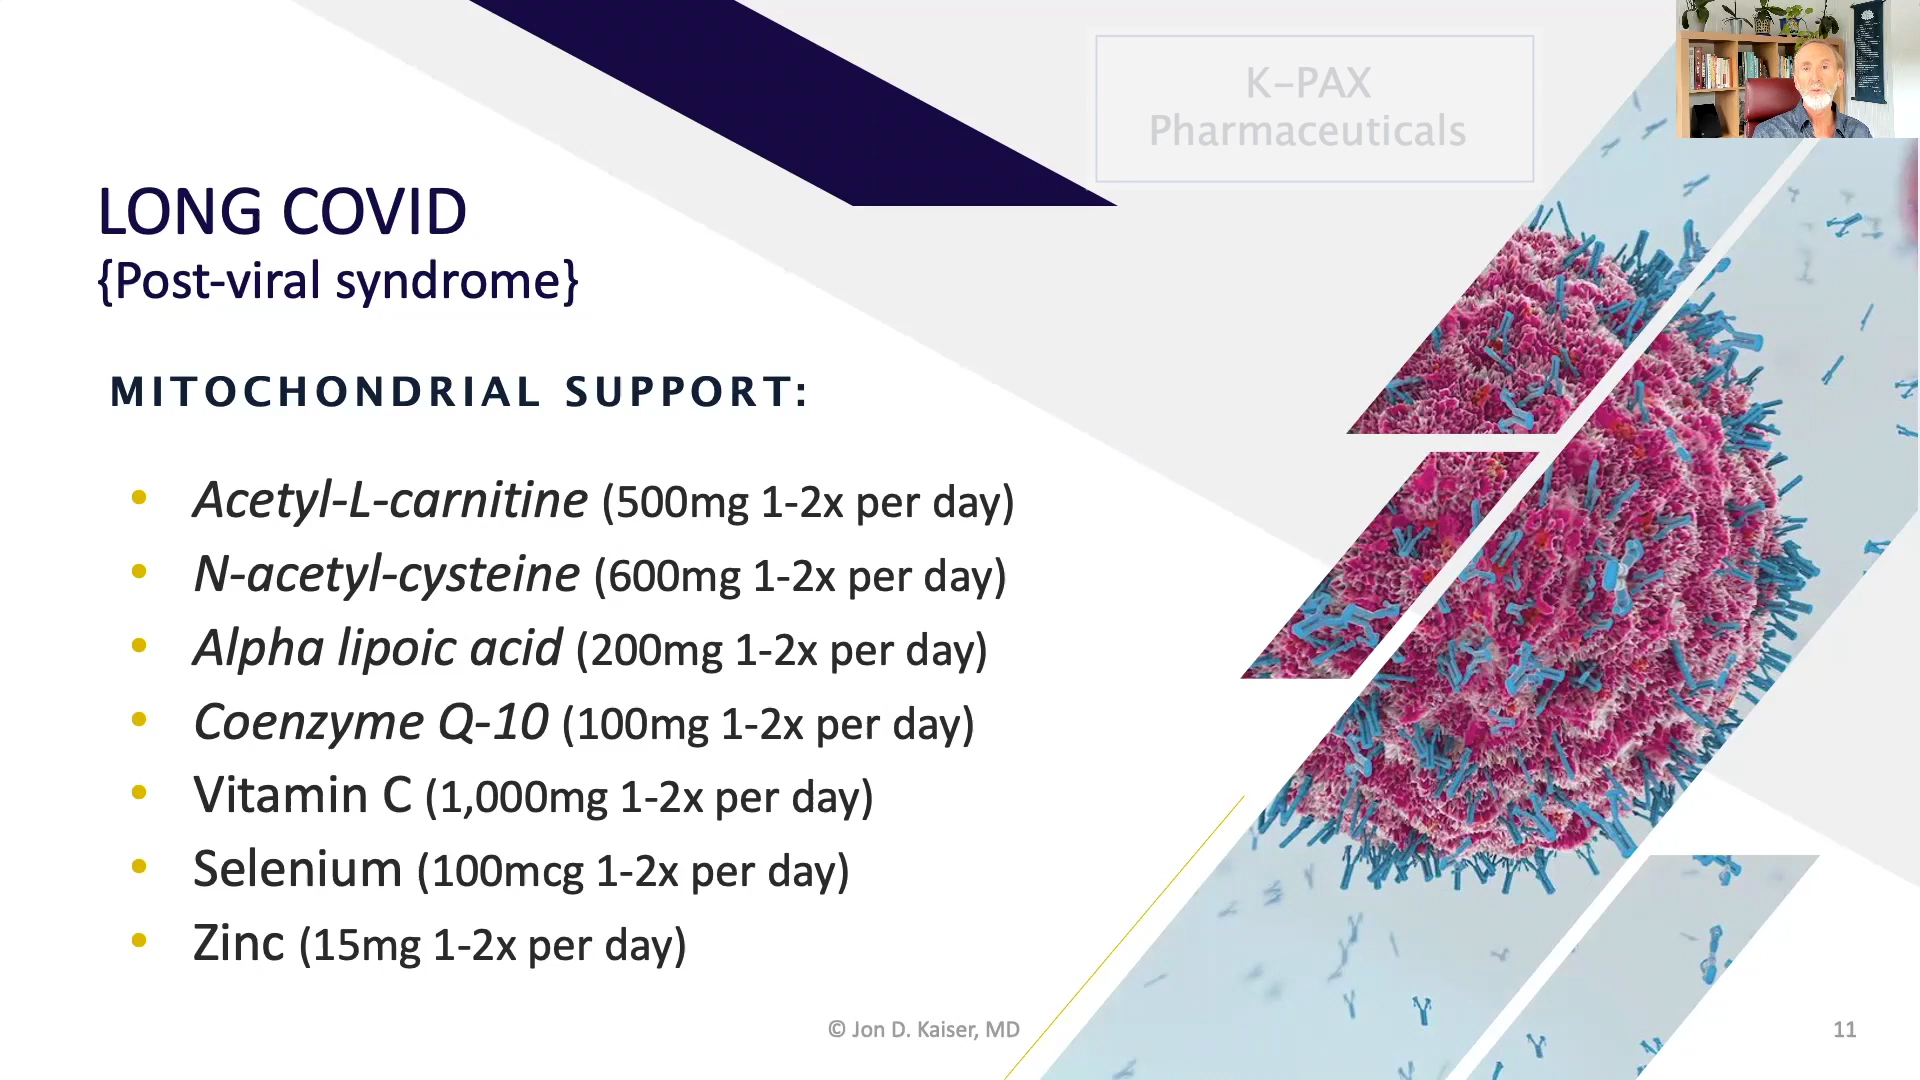 K-PAX
Pharmaceuticals
LONG COVID
{Post-viral syndrome}
MITOCHONDRIAL SUPPORT:
• Acetyl-L-carnitine (500mg 1-2x per day)
• N-acetyl-cysteine (600mg 1-2x per day)
• Alpha lipoic acid (200mg 1-2x per day)
• Coenzyme Q-10 (100mg 1-2x per day)
• Vitamin C (1,000mg 1-2x per day)
• Selenium (100mcg 1-2x per day)
• Zinc (15mg 1-2x per day)
© Jon D. Kaiser, MD
11